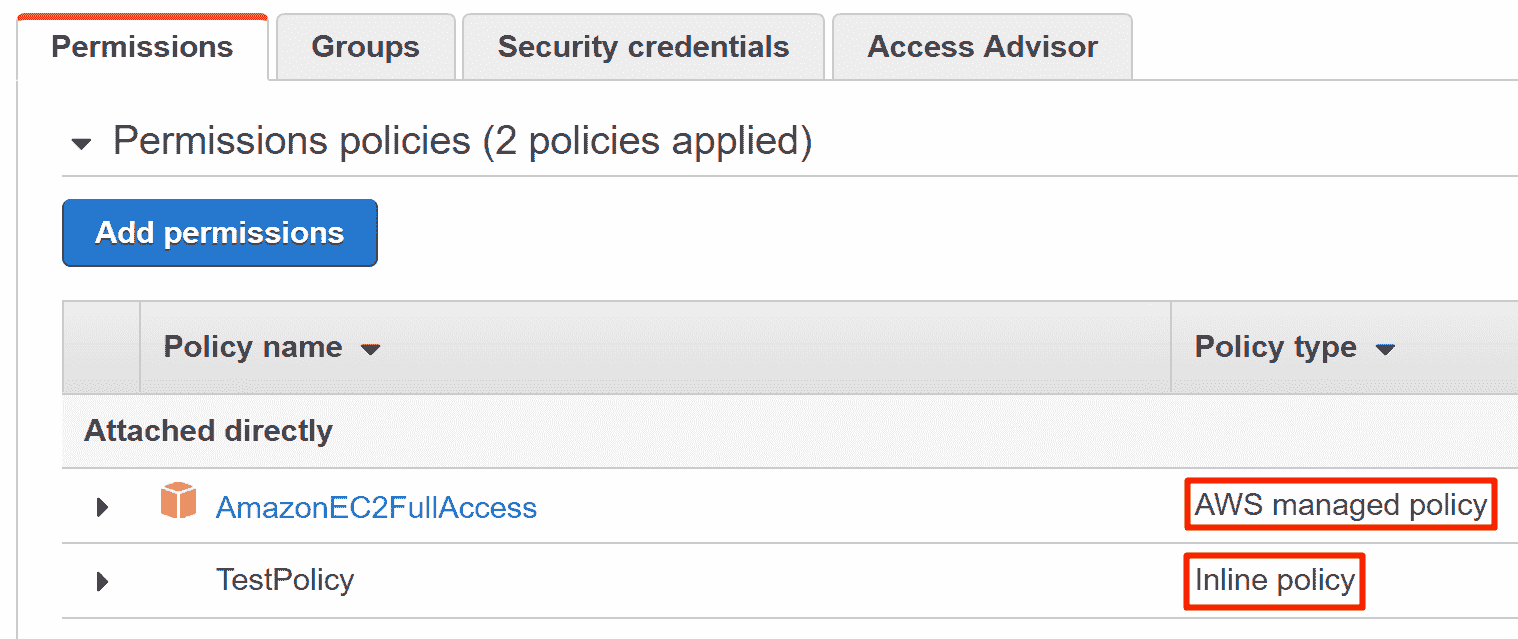 Permissions Groups Security credentials Access Advisor
Permissions policies (2 policies applied)
Add permissions
Policy name Policy type
Attached directly
AmazonEC2FullAccess AWS managed policy
TestPolicy Inline policy